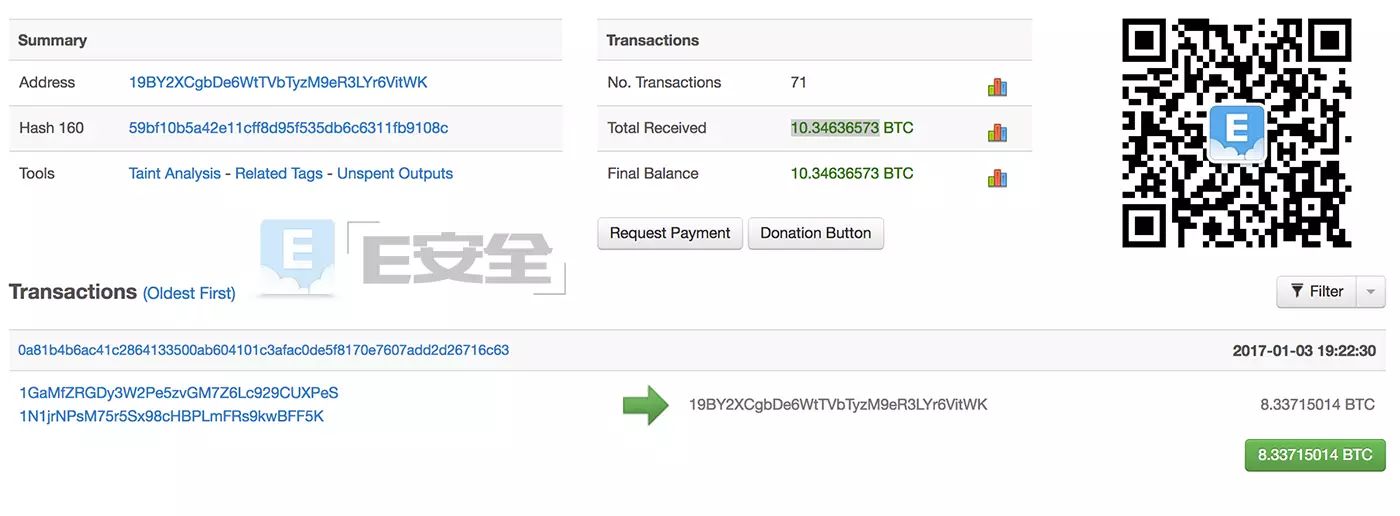 Summary
Address 19BY2XCgbDe6WtTVbTyzM9eR3LYr6VitWK
Hash 160 59bf10b5a42e11cff8d95f535db6c6311fb9108c
Tools Taint Analysis - Related Tags - Unspent Outputs
Transactions
No. Transactions 71
Total Received 10.34636573 BTC
Final Balance 10.34636573 BTC
Request Payment Donation Button
E
E
E安全
Transactions (Oldest First)
Filter
0a81b4b6ac41c2864133500ab604101c3afac0de5f8170e7607add2d26716c63 2017-01-03 19:22:30
1GaMfZRGDy3W2Pe5zvGM7Z6Lc929CUXPeS
1N1jrNPsM75r5Sx98cHBPLmFRs9kwBFF5K
19BY2XCgbDe6WtTVbTyzM9eR3LYr6VitWK 8.33715014 BTC
8.33715014 BTC